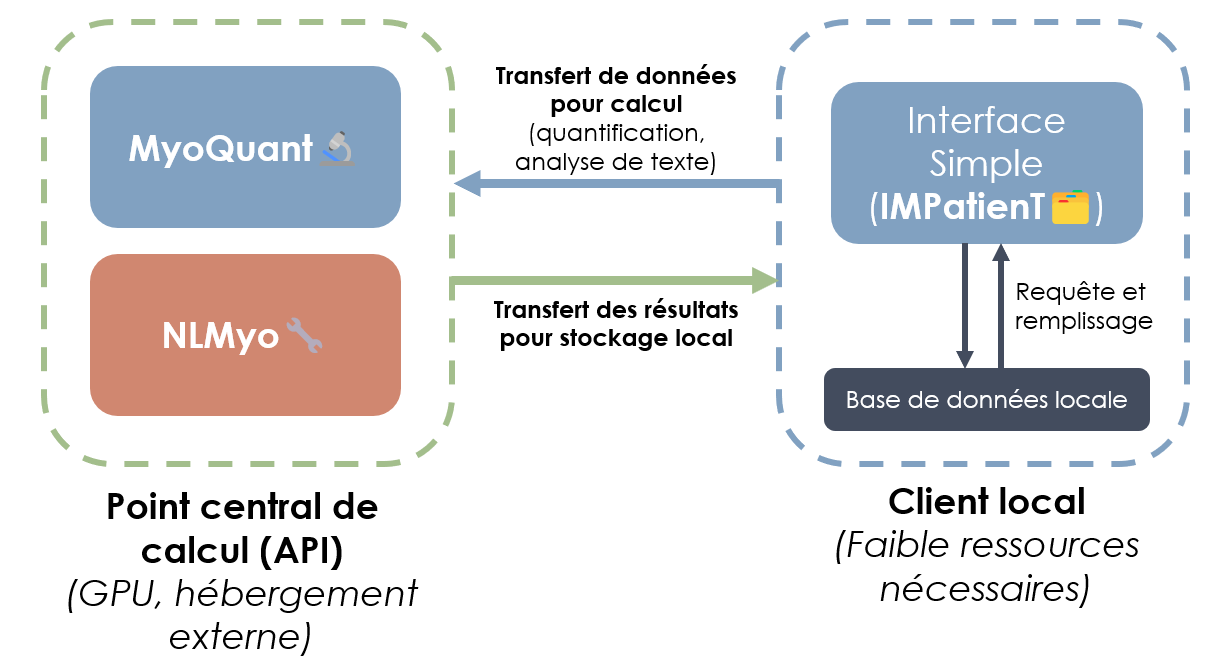 MyoQuant
NLMyo
Point central de
calcul (API)
(GPU, hébergement
externe)
Transfert de données
pour calcul
(quantification,
analyse de texte)
Transfert des résultats
pour stockage local
Interface
Simple
(IMPatienT )
Requête et
remplissage
Base de données locale
Client local
(Faible ressources
nécessaires)